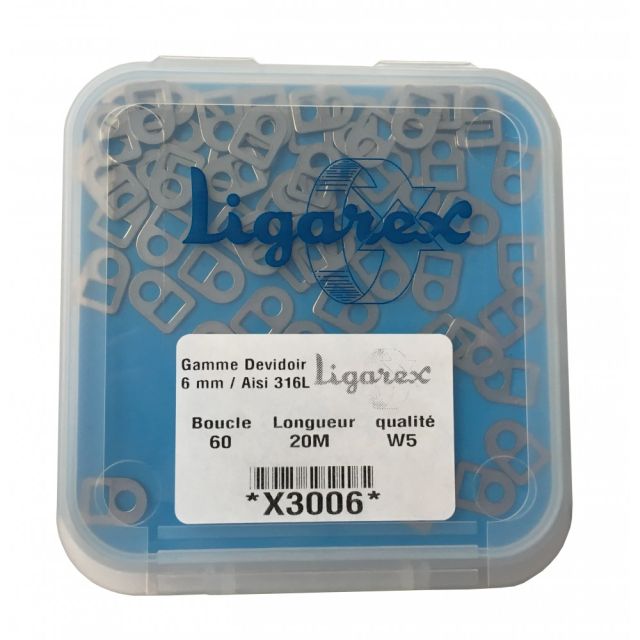 Ligarex
Gamme Devidoir
6 mm / Aisi 316L Ligarex
Boucle Longueur qualité
60 20M W5
*X3006*